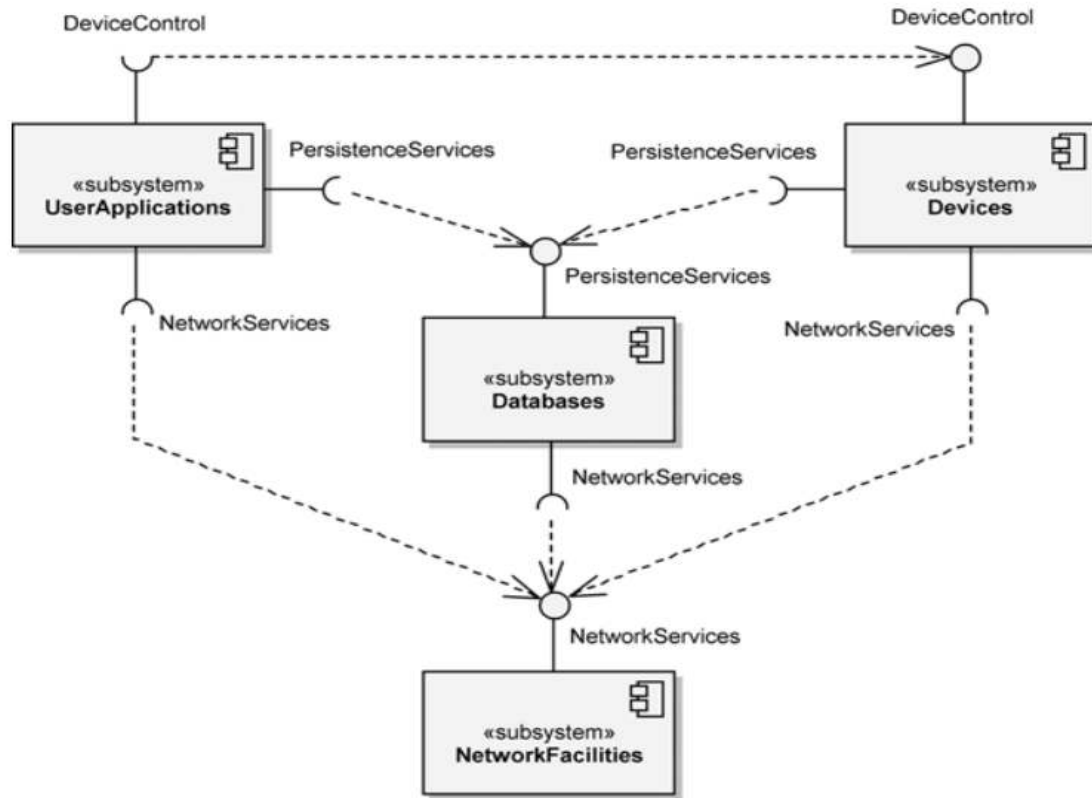 DeviceControl
DeviceControl
«subsystem»
UserApplications
PersistenceServices
PersistenceServices
«subsystem»
Devices
PersistenceServices
NetworkServices
NetworkServices
«subsystem»
Databases
NetworkServices
NetworkServices
«subsystem»
NetworkFacilities